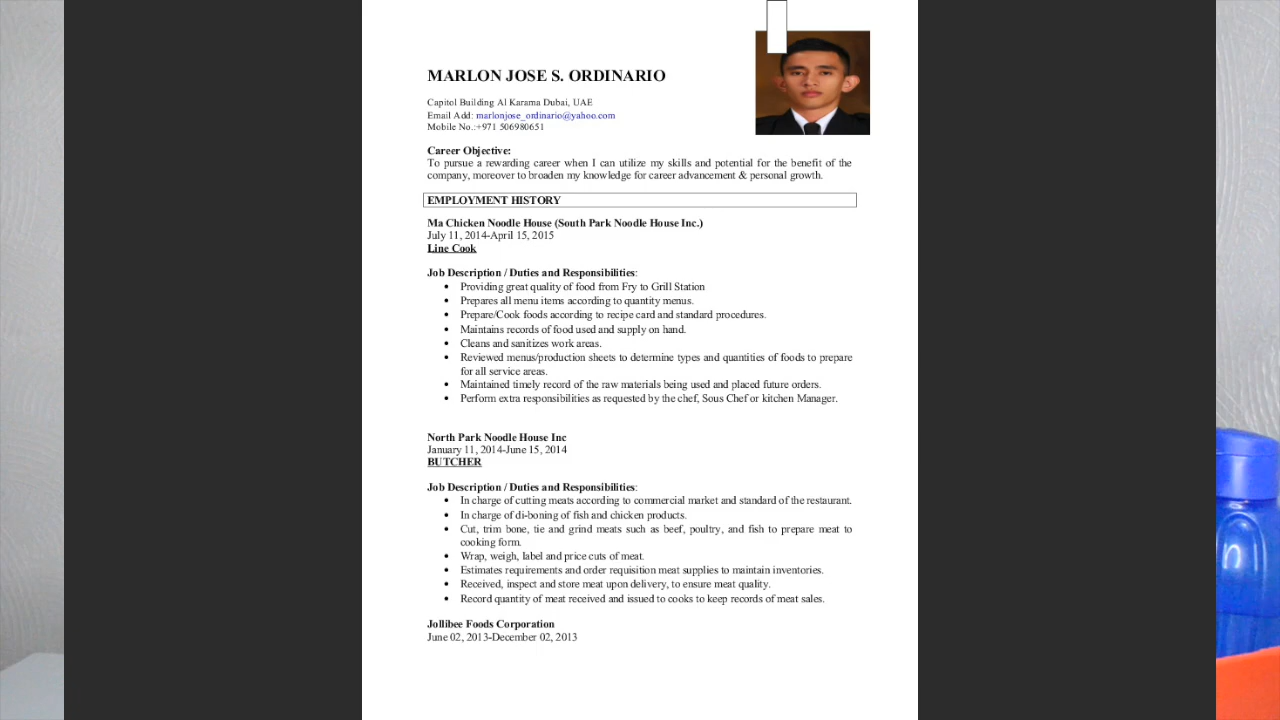 MARLON JOSE S. ORDINARIO
Capitol Building Al Karama Dubai, UAE
Email Add: marlonjose_ordinario@yahoo.com
Mobile No.:+971 506980651
Career Objective:
To pursue a rewarding career when I can utilize my skills and potential for the benefit of the
company, moreover to broaden my knowledge for career advancement & personal growth.
EMPLOYMENT HISTORY
Ma Chicken Noodle House (South Park Noodle House Inc.)
July 11, 2014-April 15, 2015
Line Cook
Job Description / Duties and Responsibilities:
• Providing great quality of food from Fry to Grill Station
• Prepares all menu items according to quantity menus.
• Prepare/Cook foods according to recipe card and standard procedures.
• Maintains records of food used and supply on hand.
• Cleans and sanitizes work areas.
• Reviewed menus/production sheets to determine types and quantities of foods to prepare
for all service areas.
• Maintained timely record of the raw materials being used and placed future orders.
• Perform extra responsibilities as requested by the chef, Sous Chef or kitchen Manager.
North Park Noodle House Inc
January 11, 2014-June 15, 2014
BUTCHER
Job Description / Duties and Responsibilities:
• In charge of cutting meats according to commercial market and standard of the restaurant.
• In charge of di-boning of fish and chicken products.
• Cut, trim bone, tie and grind meats such as beef, poultry, and fish to prepare meat to
cooking form.
• Wrap, weigh, label and price cuts of meat.
• Estimates requirements and order requisition meat supplies to maintain inventories.
• Received, inspect and store meat upon delivery, to ensure meat quality.
• Record quantity of meat received and issued to cooks to keep records of meat sales.
Jollibee Foods Corporation
June 02, 2013-December 02, 2013